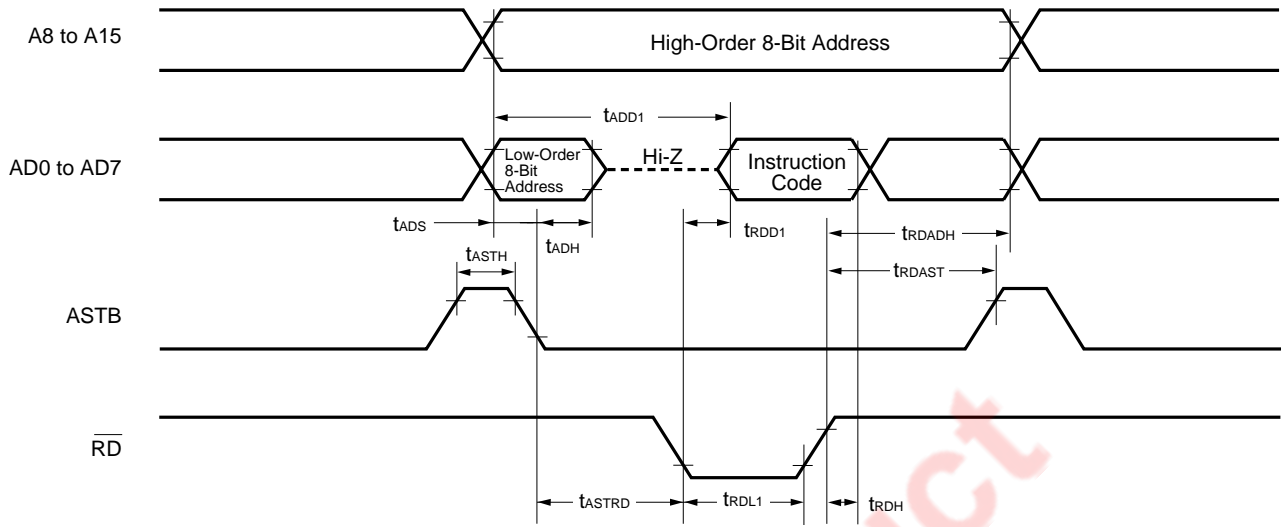 A8 to A15
High-Order 8-Bit Address
tADD1
AD0 to AD7
Low-Order
8-Bit
Address
Hi-Z
Instruction
Code
tADS
tADH
tRDD1
tRDADH
tASTH
tRDAST
ASTB
RD
tASTRD
tRDL1
tRDH
ct